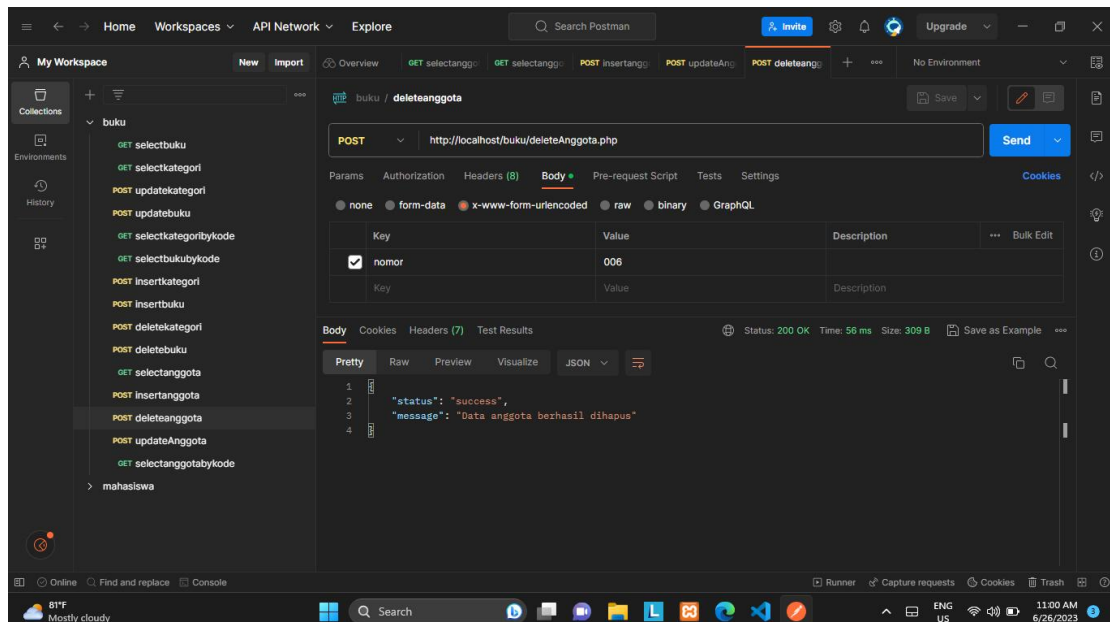 Home Workspaces API Network Explore Search Postman Invite Upgrade
My Workspace New Import Overview GET selectanggo GET selectanggo POST insertangg POST updateAng POST deleteangg No Environment
Collections
Environments
History
buku
GET selectbuku
GET selectkategori
POST updatekategori
POST updatebuku
GET selectkategoribykode
GET selectbukubykode
POST insertkategori
POST insertbuku
POST deletekategori
POST deletebuku
GET selectanggota
POST insertanggota
POST deleteanggota
POST updateAnggota
GET selectanggotabykode
mahasiswa
HTTP buku / deleteanggota Save
POST http://localhost/buku/deleteAnggota.php Send
Params Authorization Headers (8) Body Pre-request Script Tests Settings Cookies
none form-data x-www-form-urlencoded raw binary GraphQL
Key Value Description Bulk Edit
nomor 006
Key Value Description
Body Cookies Headers (7) Test Results Status: 200 OK Time: 56 ms Size: 309 B Save as Example
Pretty Raw Preview Visualize JSON
1 {
2 "status": "success",
3 "message": "Data anggota berhasil dihapus"
4 }
Online Find and replace Console Runner Capture requests Cookies Trash
81°F
Mostly cloudy
Search
ENG
US
11:00 AM
6/26/2023
3